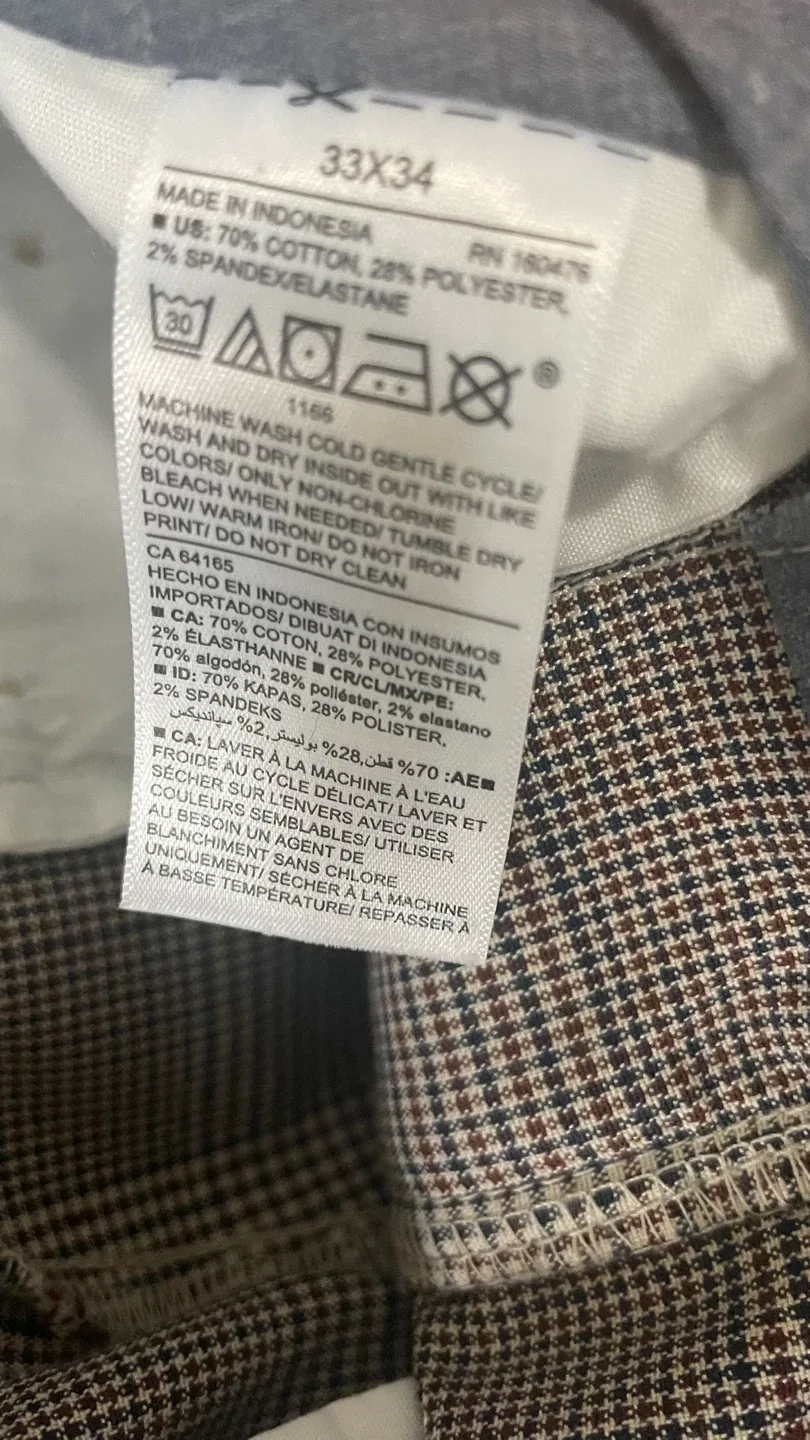 33X34
MADE IN INDONESIA RN 160476
■ US: 70% COTTON, 28% POLYESTER,
2% SPANDEX/ELASTANE
30
®
1166
MACHINE WASH COLD GENTLE CYCLE/
WASH AND DRY INSIDE OUT WITH LIKE
COLORS/ ONLY NON-CHLORINE
BLEACH WHEN NEEDED/ TUMBLE DRY
LOW/ WARM IRON/ DO NOT IRON
PRINT/ DO NOT DRY CLEAN
CA 64165
HECHO EN INDONESIA CON INSUMOS
IMPORTADOS/ DIBUAT DI INDONESIA
■ CA: 70% COTON, 28% POLYESTER,
2% ÉLASTHANNE ■ CR/CL/MX/PE:
70% algodón, 28% poliéster, 2% elastano
■ ID: 70% KAPAS, 28% POLISTER,
2% SPANDEKS
■AE: 70% قطن, 28% بوليستر, 2% سباندیکس
■ CA: LAVER À LA MACHINE À L'EAU
FROIDE AU CYCLE DÉLICAT/ LAVER ET
SÉCHER SUR L'ENVERS AVEC DES
COULEURS SEMBLABLES/ UTILISER
AU BESOIN UN AGENT DE
BLANCHIMENT SANS CHLORE
UNIQUEMENT/ SÉCHER À LA MACHINE
À BASSE TEMPÉRATURE/ REPASSER À